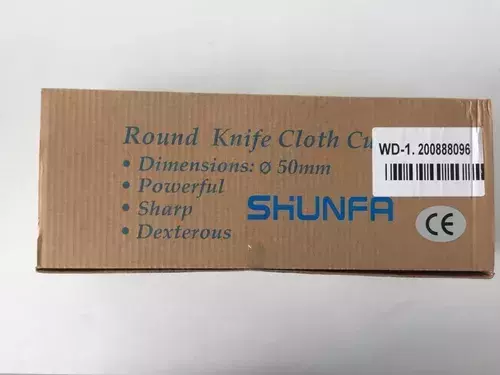 Round Knife Cloth Cu
WD-1. 200888096
• Dimensions: ø 50mm
• Powerful
• Sharp
• Dexterous
SHUNFA
CE